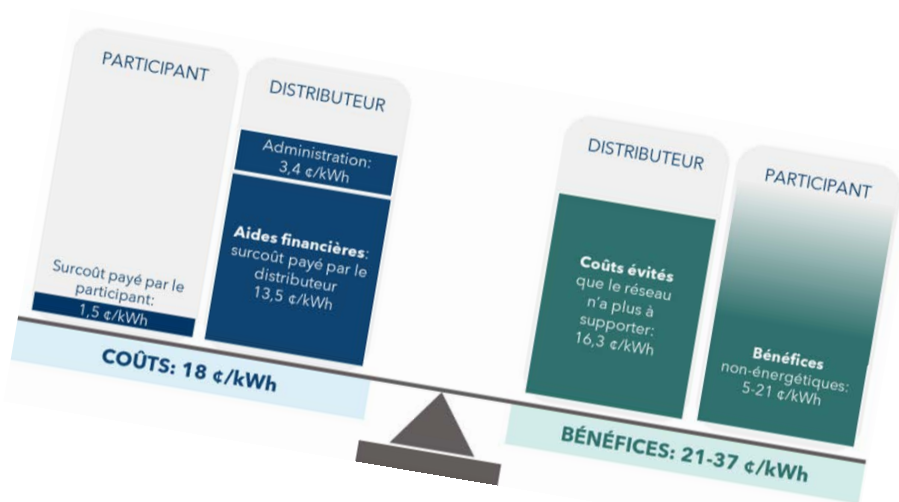 PARTICIPANT
Surcoût payé par le
participant:
1,5 ¢/kWh
DISTRIBUTEUR
Administration:
3,4 ¢/kWh
Aides financières:
surcoût payé par le
distributeur
13,5 ¢/kWh
COÛTS: 18 ¢/kWh
DISTRIBUTEUR
Coûts évités
que le réseau
n'a plus à
supporter:
16,3 ¢/kWh
PARTICIPANT
Bénéfices
non-énergétiques:
5-21 ¢/kWh
BÉNÉFICES: 21-37 ¢/kWh